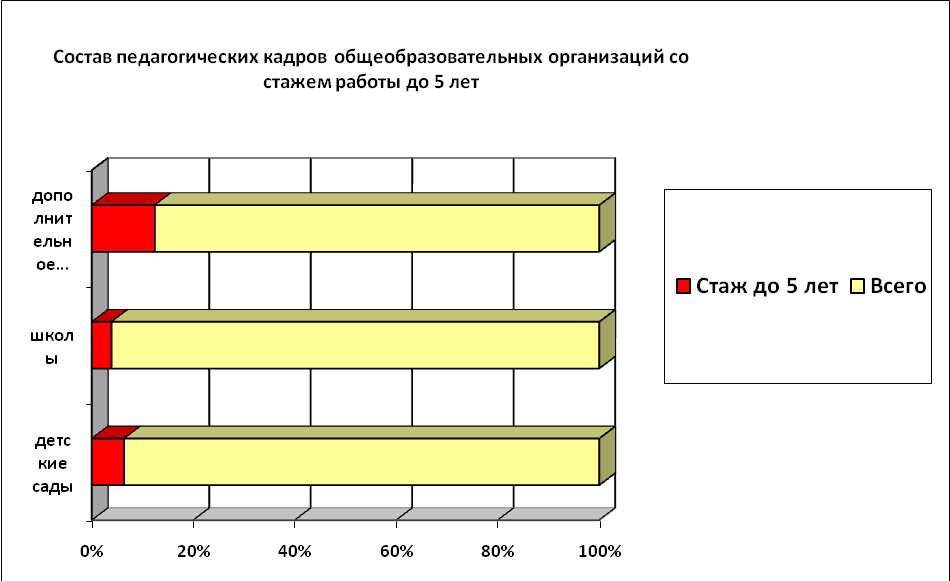 Состав педагогических кадров общеобразовательных организаций со
стажем работы до 5 лет
допо
лнит
ельн
ое...
школ
ы
детс
кие
сады
0% 20% 40% 60% 80% 100%
Стаж до 5 лет Всего